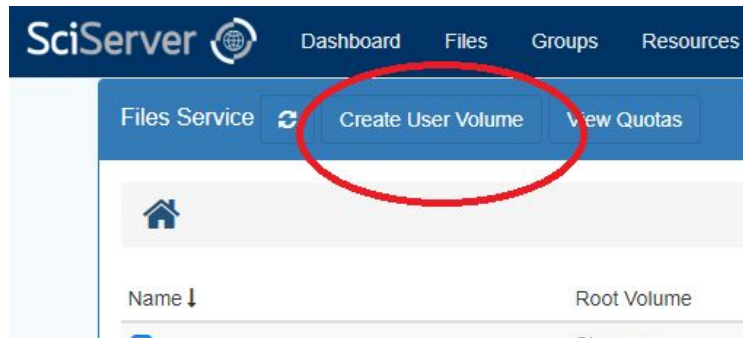 SciServer Dashboard Files Groups Resources
Files Service Create User Volume View Quotas
Name Root Volume